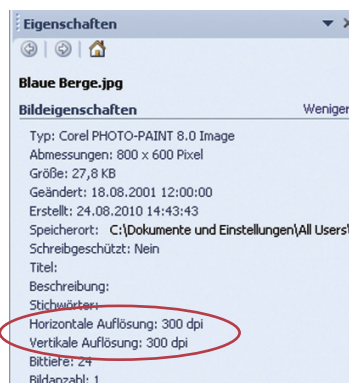 Eigenschaften
Blaue Berge.jpg
Bildeigenschaften Weniger
Typ: Corel PHOTO-PAINT 8.0 Image
Abmessungen: 800 x 600 Pixel
Größe: 27,8 KB
Geändert: 18.08.2001 12:00:00
Erstellt: 24.08.2010 14:43:43
Speicherort: C:\Dokumente und Einstellungen\All Users\
Schreibgeschützt: Nein
Titel:
Beschreibung:
Stichwörter:
Horizontale Auflösung: 300 dpi
Vertikale Auflösung: 300 dpi
Bittiefe: 24
Bildanzahl: 1